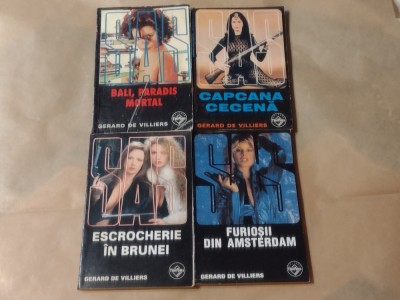 SAS
BALI, PARADIS
MORTAL
GERARD DE VILLIERS
SAS
CAPCANA
CECENĂ
GERARD DE VILLIERS
SAS
ESCROCHERIE
ÎN BRUNEI
GERARD DE VILLIERS
SAS
FURIOȘII
DIN AMSTERDAM
GERARD DE VILLIERS